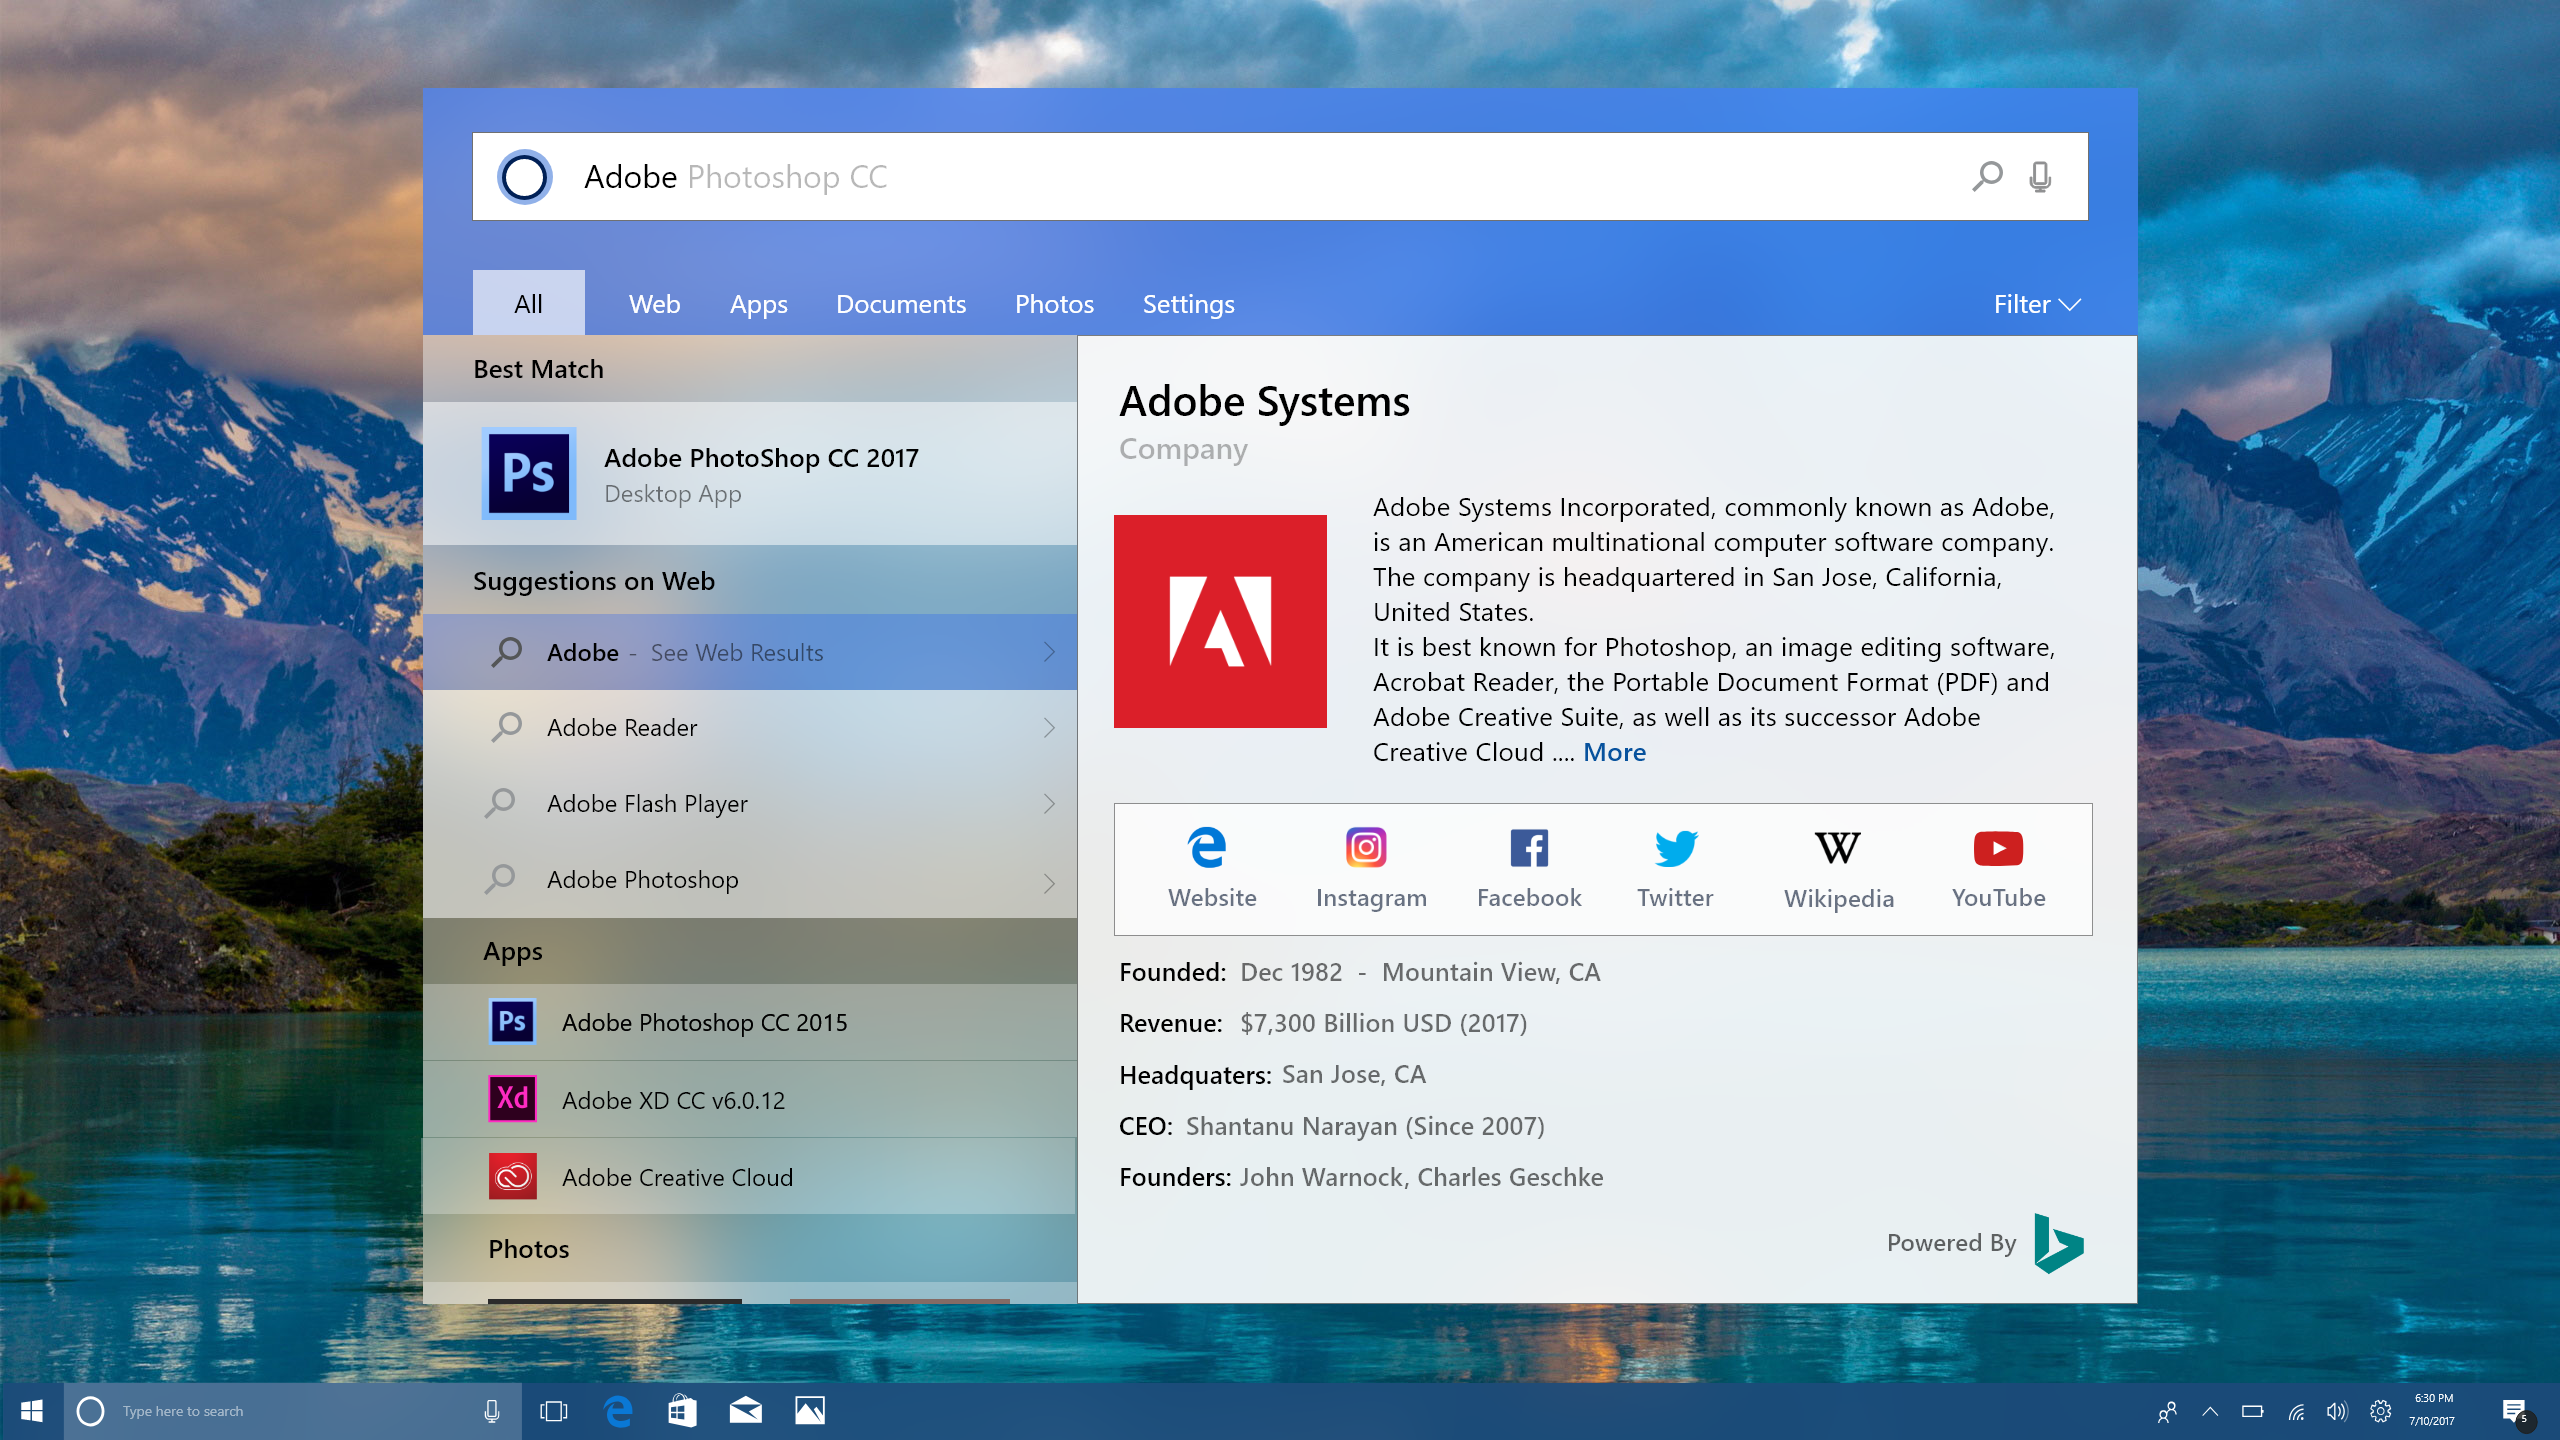 Adobe Photoshop CC
All Web Apps Documents Photos Settings Filter
Best Match
Ps
Adobe PhotoShop CC 2017
Desktop App
Suggestions on Web
Adobe - See Web Results
Adobe Reader
Adobe Flash Player
Adobe Photoshop
Apps
Ps Adobe Photoshop CC 2015
Xd Adobe XD CC v6.0.12
Adobe Creative Cloud
Photos
Adobe Systems
Company
Adobe Systems Incorporated, commonly known as Adobe,
is an American multinational computer software company.
The company is headquartered in San Jose, California,
United States.
It is best known for Photoshop, an image editing software,
Acrobat Reader, the Portable Document Format (PDF) and
Adobe Creative Suite, as well as its successor Adobe
Creative Cloud .... More
Website Instagram Facebook Twitter Wikipedia YouTube
Founded: Dec 1982 - Mountain View, CA
Revenue: $7,300 Billion USD (2017)
Headquaters: San Jose, CA
CEO: Shantanu Narayan (Since 2007)
Founders: John Warnock, Charles Geschke
Powered By
Type here to search
6:30 PM
7/10/2017
5